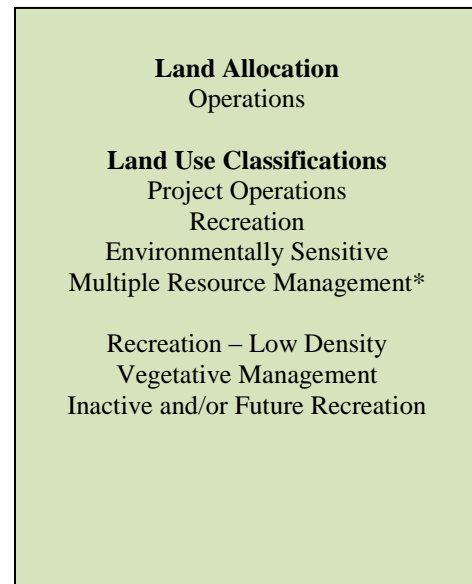 Land Allocation
Operations
Land Use Classifications
Project Operations
Recreation
Environmentally Sensitive
Multiple Resource Management*
Recreation – Low Density
Vegetative Management
Inactive and/or Future Recreation